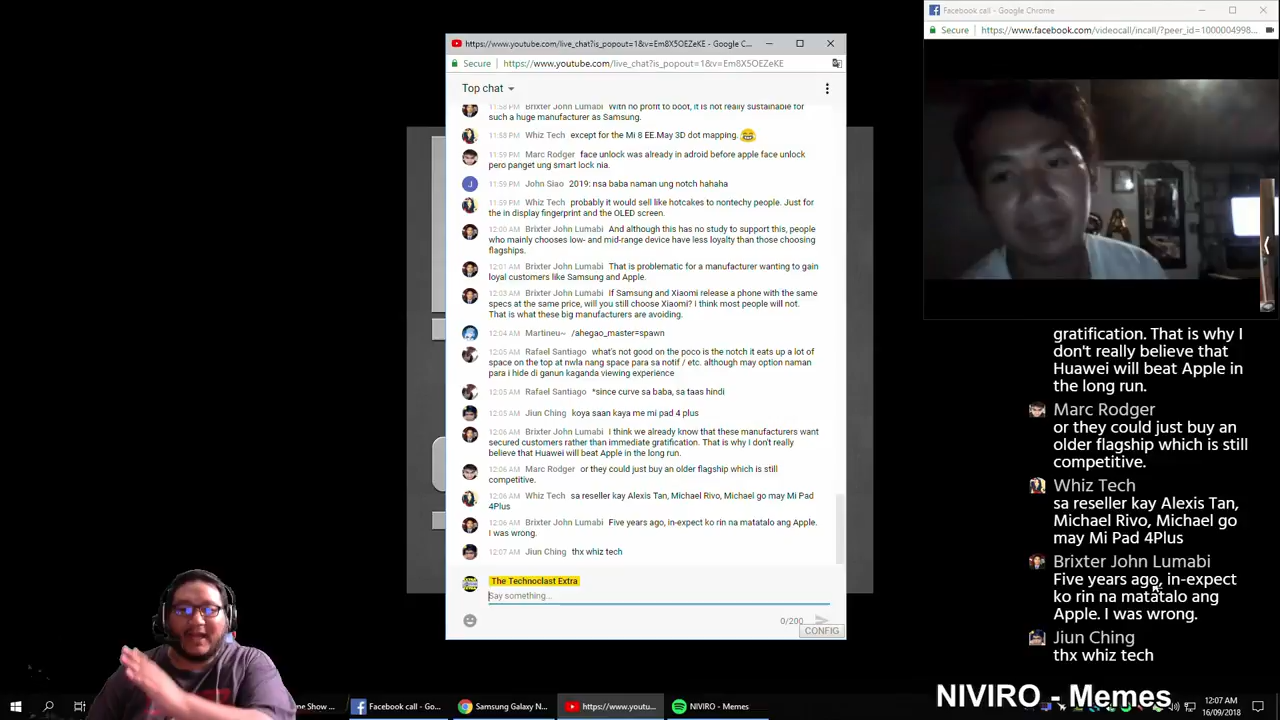 https://www.youtube.com/live_chat?is_popout=1&v=Em8X5OEZeKE - Google C...
Secure
https://www.youtube.com/live_chat?is_popout=1&v=Em8X5OEZeKE
Top chat
11:58 PM Brixter John Lumabi With no profit to boot, it is not really sustainable for
such a huge manufacturer as Samsung.
11:58 PM Whiz Tech except for the Mi 8 EE.May 3D dot mapping.
11:59 PM Marc Rodger face unlock was already in adroid before apple face unlock
pero panget ung smart lock nia.
J
11:59 PM John Siao 2019: nsa baba naman ung notch hahaha
11:59 PM Whiz Tech probably it would sell like hotcakes to nontechy people. Just for
the in display fingerprint and the OLED screen.
12:00 AM Brixter John Lumabi And although this has no study to support this, people
who mainly chooses low- and mid-range device have less loyalty than those choosing
flagships.
12:01 AM Brixter John Lumabi That is problematic for a manufacturer wanting to gain
loyal customers like Samsung and Apple.
12:03 AM Brixter John Lumabi If Samsung and Xiaomi release a phone with the same
specs at the same price, will you still choose Xiaomi? I think most people will not.
That is what these big manufacturers are avoiding.
12:04 AM Martineu~ /ahegao_master=spawn
12:05 AM Rafael Santiago what's not good on the poco is the notch it eats up a lot of
space on the top at nwla nang space para sa notif / etc. although may option naman
para i hide di ganun kaganda viewing experience
12:05 AM Rafael Santiago *since curve sa baba, sa taas hindi
12:05 AM Jiun Ching koya saan kaya me mi pad 4 plus
12:06 AM Brixter John Lumabi I think we already know that these manufacturers want
secured customers rather than immediate gratification. That is why I don't really
believe that Huawei will beat Apple in the long run.
12:06 AM Marc Rodger or they could just buy an older flagship which is still
competitive.
12:06 AM Whiz Tech sa reseller kay Alexis Tan, Michael Rivo, Michael go may Mi Pad
4Plus
12:06 AM Brixter John Lumabi Five years ago, in-expect ko rin na matatalo ang Apple.
I was wrong.
12:07 AM Jiun Ching thx whiz tech
The Technoclast Extra
Say something...
0/200
CONFIG
Facebook call - Google Chrome
Secure
https://www.facebook.com/videocall/incall/?peer_id=1000004998...
gratification. That is why I
don't really believe that
Huawei will beat Apple in
the long run.
Marc Rodger
or they could just buy an
older flagship which is still
competitive.
Whiz Tech
sa reseller kay Alexis Tan,
Michael Rivo, Michael go
may Mi Pad 4Plus
Brixter John Lumabi
Five years ago, in-expect
ko rin na matatalo ang
Apple. I was wrong.
Jiun Ching
thx whiz tech
NIVIRO - Memes
me Show ...
Facebook call - Go...
Samsung Galaxy N...
https://www.youtu...
NIVIRO - Memes
12:07 AM
16/09/2018